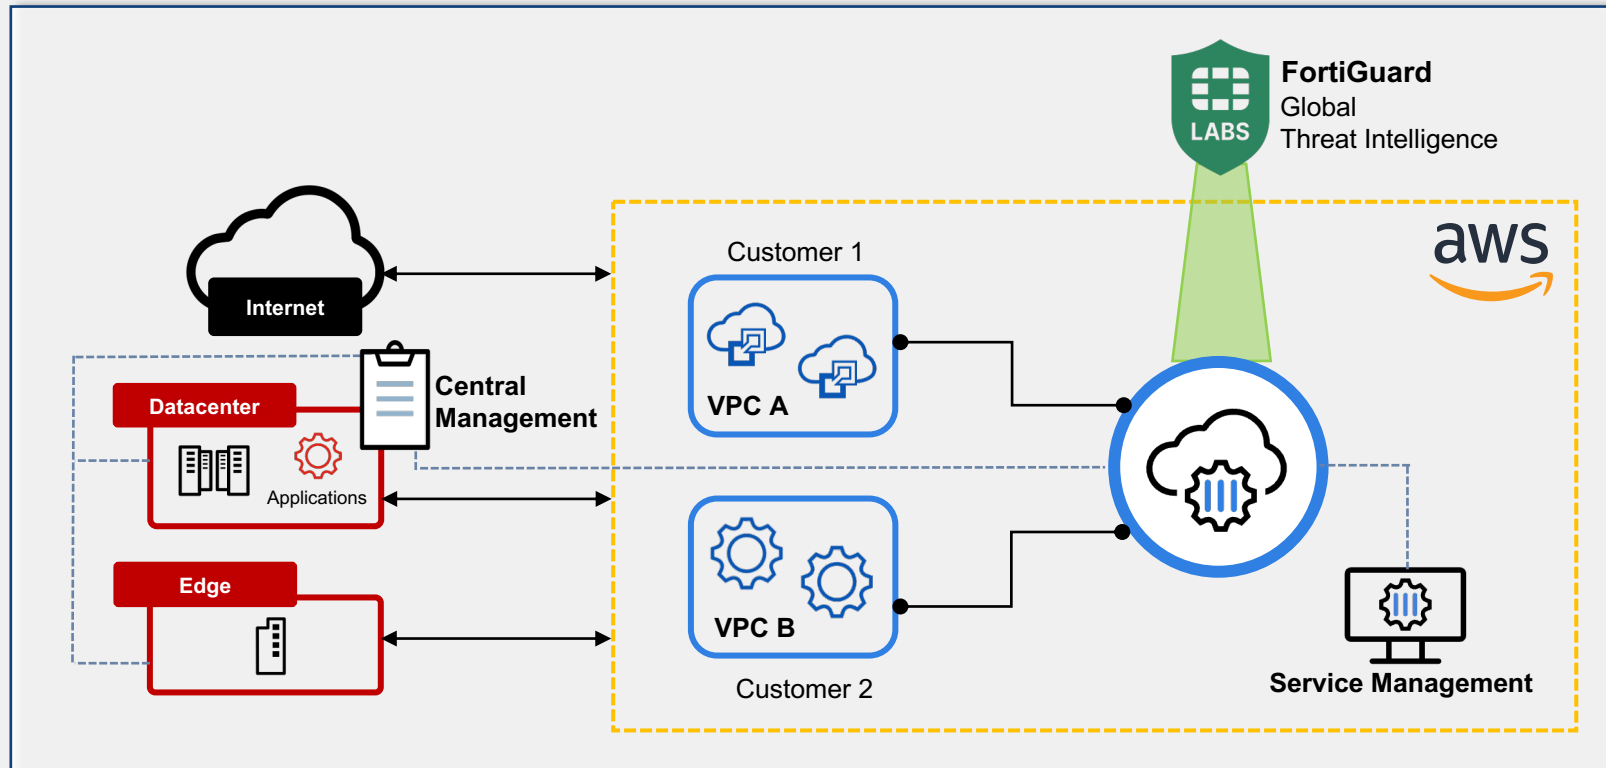 FortiGuard
Global
Threat Intelligence
LABS
aws
Customer 1
Internet
VPC A
Central
Management
Datacenter
Applications
Edge
VPC B
Customer 2
Service Management